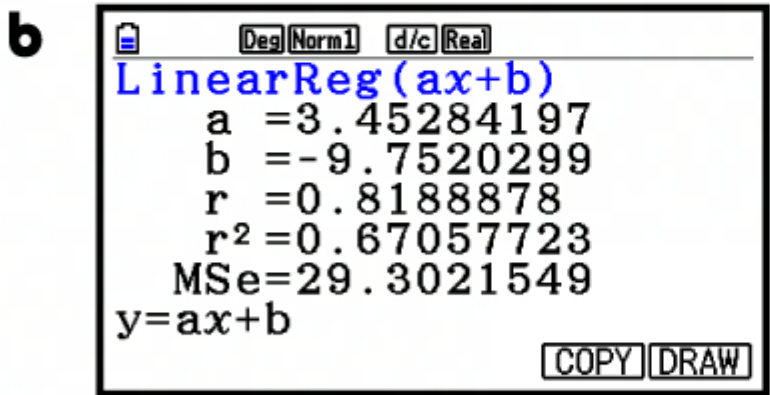 b
Deg Norm1 d/c Real
LinearReg(ax+b)
a =3.45284197
b =-9.7520299
r =0.8188878
r²=0.67057723
MSe=29.3021549
y=ax+b
COPY DRAW